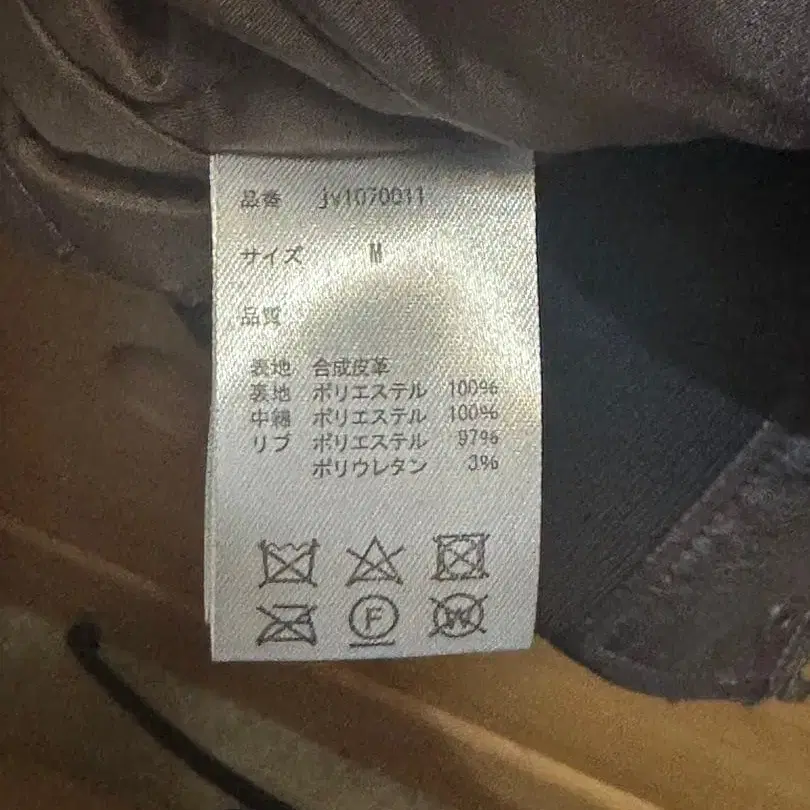 品番 jv1070011
サイズ M
品質
表地 合成皮革
裏地 ポリエステル 100%
中綿 ポリエステル 100%
リブ ポリエステル 97%
ポリウレタン 3%
F
W